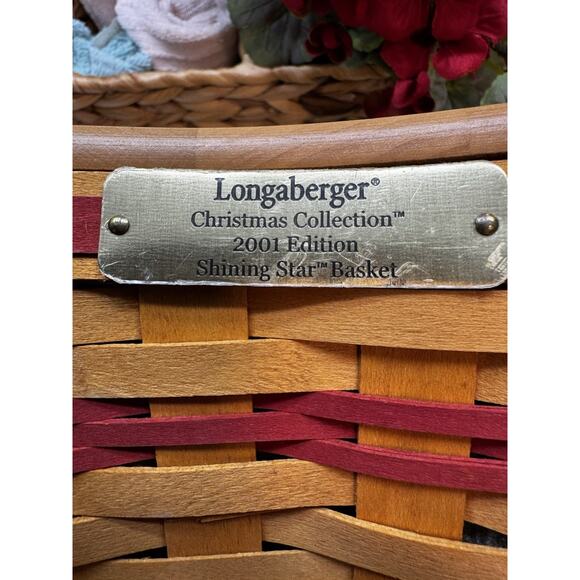 Longaberger®
Christmas Collection™
2001 Edition
Shining Star™ Basket